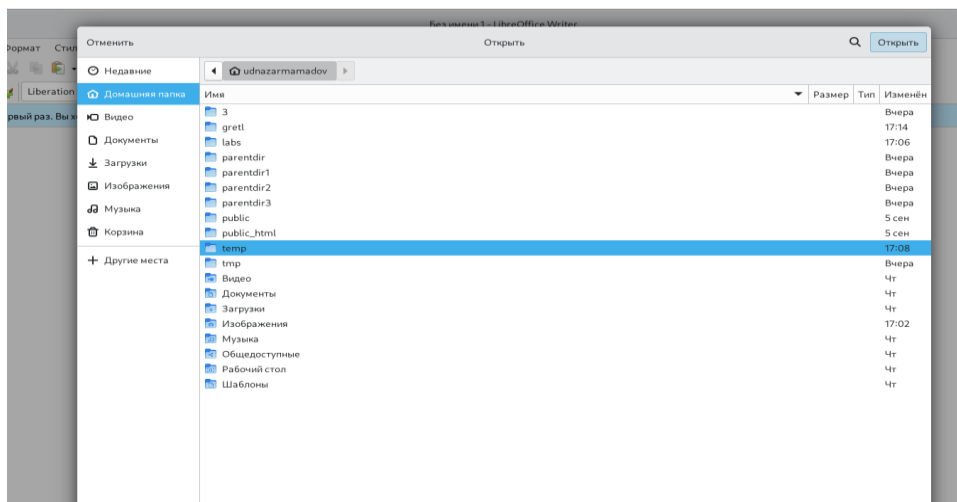 Без имени 1 - LibreOffice Writer
Отменить Открыть Открыть
Формат Стил
Liberation
рвый раз. Вы х
Недавние
Домашняя папка
Видео
Документы
Загрузки
Изображения
Музыка
Корзина
Другие места
udnazarmamadov
Имя Размер Тип Изменён
3 Вчера
gretl 17:14
labs 17:06
parentdir Вчера
parentdir1 Вчера
parentdir2 Вчера
parentdir3 Вчера
public 5 сен
public_html 5 сен
temp 17:08
tmp Вчера
Видео Чт
Документы Чт
Загрузки Чт
Изображения 17:02
Музыка Чт
Общедоступные Чт
Рабочий стол Чт
Шаблоны Чт